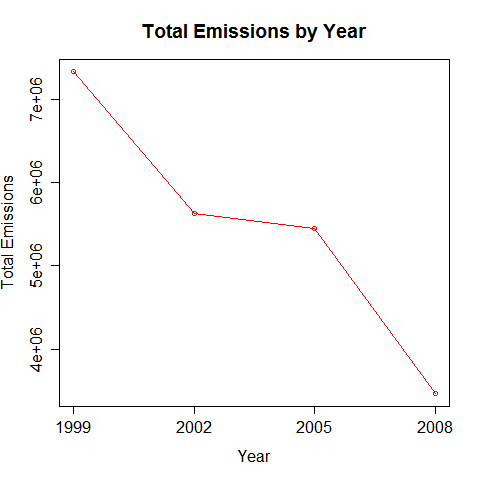 Total Emissions by Year
Total Emissions
7e+06
6e+06
5e+06
4e+06
1999 2002 2005 2008
Year